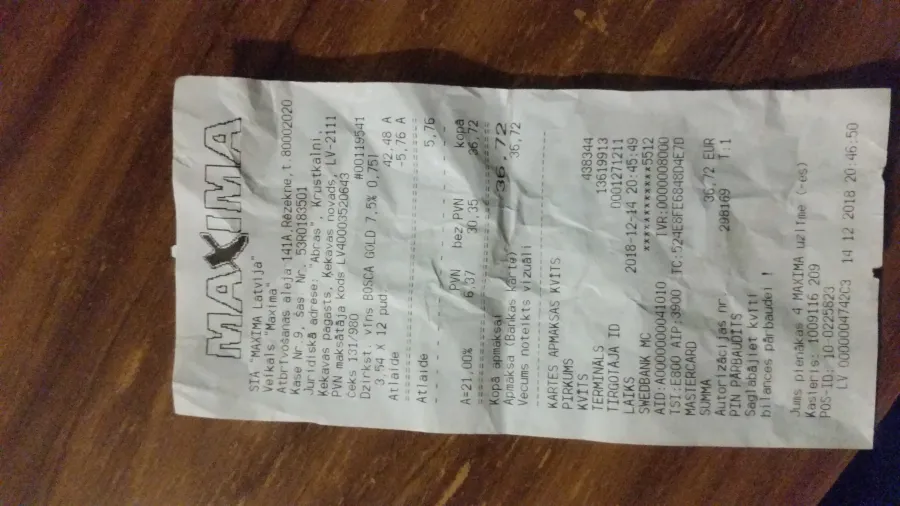 MAXIMA
SIA "MAXIMA Latvija"
Veikals "Maxima"
Atbrīvošanas aleja 141A,Rēzekne,t.80002020
Kase Nr.9, Šas. Nr. 53R0183501
Juridiskā adrese: "Abras", Krustkalni,
Ķekavas pagasts, Ķekavas novads, LV-2111
PVN maksātāja kods LV40003520643
Čeks 131/980 #00119541
Dzirkst. vīns BOSCA GOLD 7.5% 0,75l
3,54 X 12 pud 42,48 A
Atlaide -5,76 A
Atlaide 5,76
PVN bez PVN kopā
A=21,00% 6,37 30,35 36,72
Kopā apmaksai 36,72
Apmaksa (Bankas karte) 36,72
Vecums noteikts vizuāli
KARTES APMAKSAS KVĪTS
PIRKUMS
KVĪTS 438344
TERMINĀLS 13619913
TIRGOTĀJA ID 0001271211
LAIKS 2018-12-14 20:45:49
SWEDBANK MC ************5512
AID:A0000000041010 TVR:0000008000
TSI:E800 ATP:3900 TC:524E8FE6848D4E7D
MASTERCARD
SUMMA 36,72 EUR
Autorizācijas nr. 298169 T:1
PIN PĀRBAUDĪTS
Saglabājiet kvīti
bilances pārbaudei !
Jums pienākas 4 MAXIMA uzlīme (-es)
Kasieris: 1009116 209
POS-ID: 10-0225823
LV 0000004742C3 14 12 2018 20:46.50